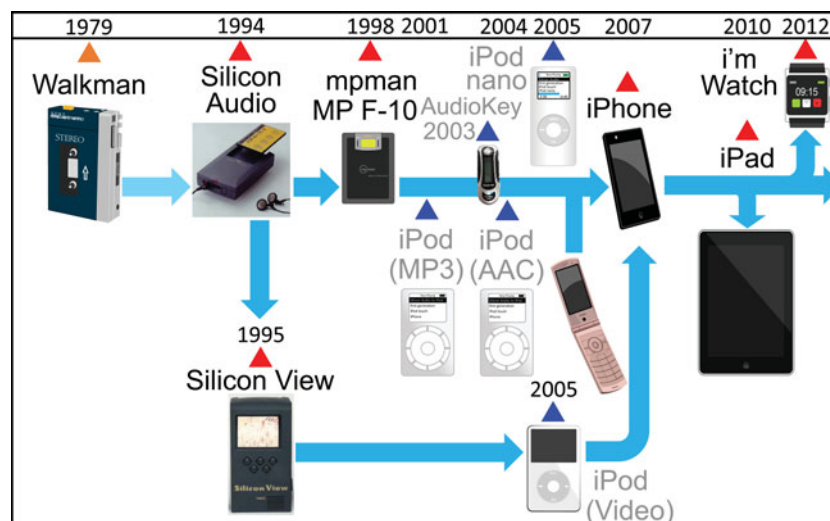 1979
1994
1998
2001
2004
2005
2007
2010
2012
Walkman
STEREO
Silicon
Audio
mpman
MP F-10
AudioKey
2003
iPod
nano
iPhone
iPad
i'm
Watch
09:15
iPod
(MP3)
iPod
(AAC)
1995
Silicon View
Silicon View
2005
iPod
(Video)